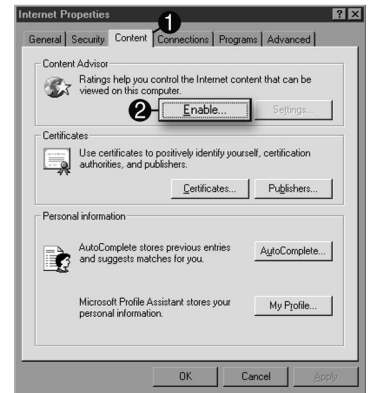 Internet Properties
1
General Security Content Connections Programs Advanced
Content Advisor
Ratings help you control the Internet content that can be
viewed on this computer.
2 Enable... Settings...
Certificates
Use certificates to positively identify yourself, certification
authorities, and publishers.
Certificates... Publishers...
Personal information
AutoComplete stores previous entries
and suggests matches for you.
AutoComplete...
Microsoft Profile Assistant stores your
personal information.
My Profile...
OK Cancel Apply